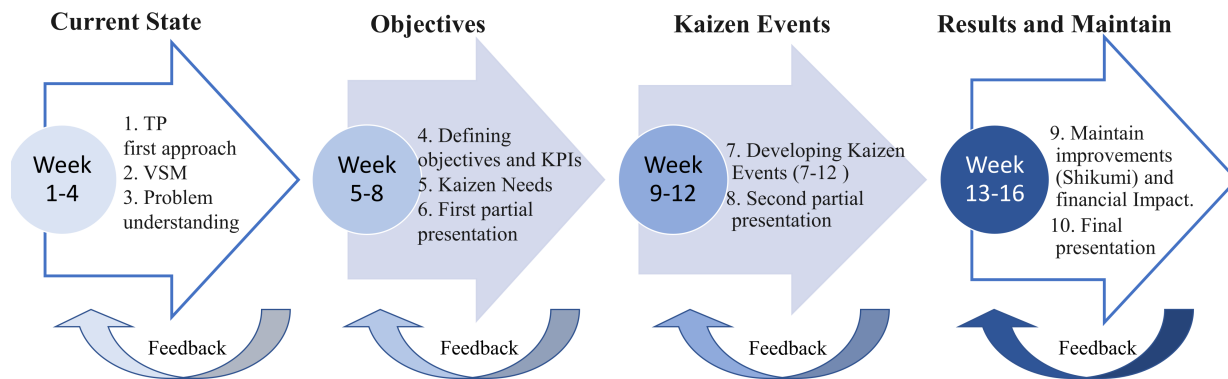 Current State
Week
1-4
1. TP
first approach
2. VSM
3. Problem
understanding
Feedback
Objectives
Week
5-8
4. Defining
objectives and KPIs
5. Kaizen Needs
6. First partial
presentation
Feedback
Kaizen Events
Week
9-12
7. Developing Kaizen
Events (7-12 )
8. Second partial
presentation
Feedback
Results and Maintain
Week
13-16
9. Maintain
improvements
(Shikumi) and
financial Impact.
10. Final
presentation
Feedback